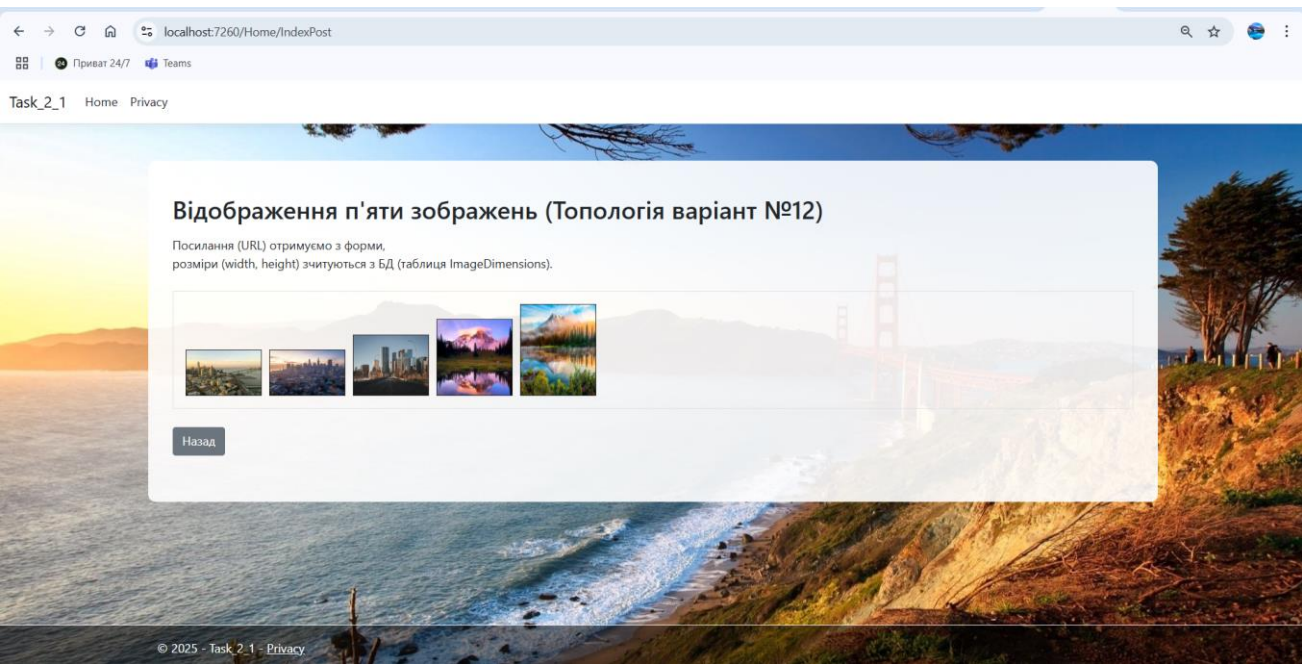 localhost:7260/Home/IndexPost
24 Приват 24/7 Teams
Task_2_1 Home Privacy
Відображення п'яти зображень (Топологія варіант №12)
Посилання (URL) отримуємо з форми,
розміри (width, height) зчитуються з БД (таблиця ImageDimensions).
Назад
© 2025 - Task_2_1 - Privacy